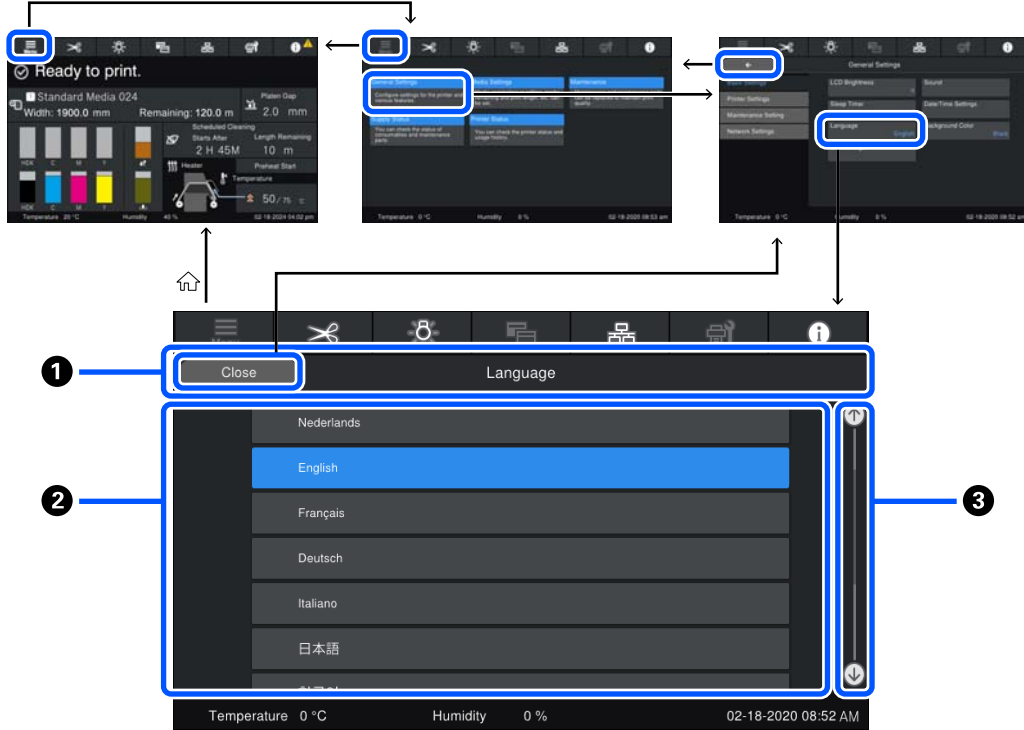 Menu
Ready to print.
1 Standard Media 024
Width: 1900.0 mm
Remaining: 120.0 m
Platen Gap
2.0 mm
Scheduled Cleaning
Starts After
Length Remaining
2 H 45M
10 m
Heater
Preheat Start
Temperature
50/ 75 °C
HDK C M Y
HDK C M Y
Temperature 20 °C
Humidity 40 %
02-18-2024 04:02 pm
General Settings
Configure settings for the printer and
various features.
Media Settings
Maintenance
quality
Supply Status
You can check the status of
consumables and maintenance
parts.
Printer Status
You can check the printer status and
usage history.
Temperature 0 °C
Humidity 0 %
02-18-2020 08:53 am
General Settings
Basic Settings
Printer Settings
Maintenance Setting
Network Settings
LCD Brightness
Sound
Sleep Timer
Date/Time Settings
Language
English
Background Color
Black
Temperature 0 °C
Humidity 0 %
02-18-2020 08:52 am
1
Close
Language
2
3
Nederlands
English
Français
Deutsch
Italiano
日本語
Temperature 0 °C
Humidity 0 %
02-18-2020 08:52 AM